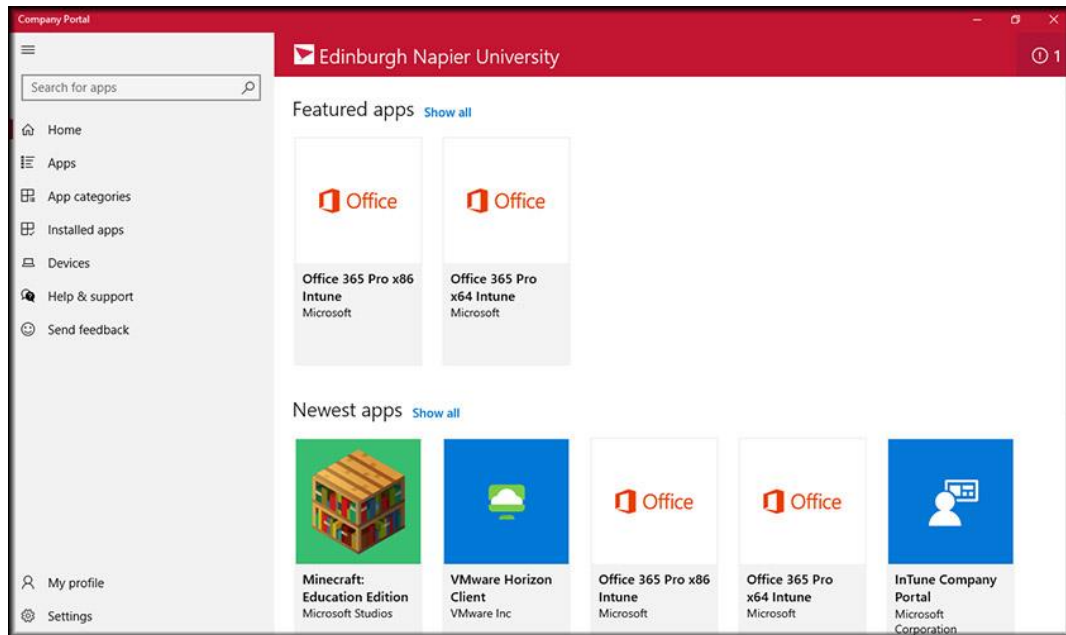 Company Portal
Edinburgh Napier University
1
Search for apps
Home
Apps
App categories
Installed apps
Devices
Help & support
Send feedback
My profile
Settings
Featured apps Show all
Office
Office 365 Pro x86
Intune
Microsoft
Office
Office 365 Pro
x64 Intune
Microsoft
Newest apps Show all
Minecraft:
Education Edition
Microsoft Studios
VMware Horizon
Client
VMware Inc
Office
Office 365 Pro x86
Intune
Microsoft
Office
Office 365 Pro
x64 Intune
Microsoft
InTune Company
Portal
Microsoft
Corporation